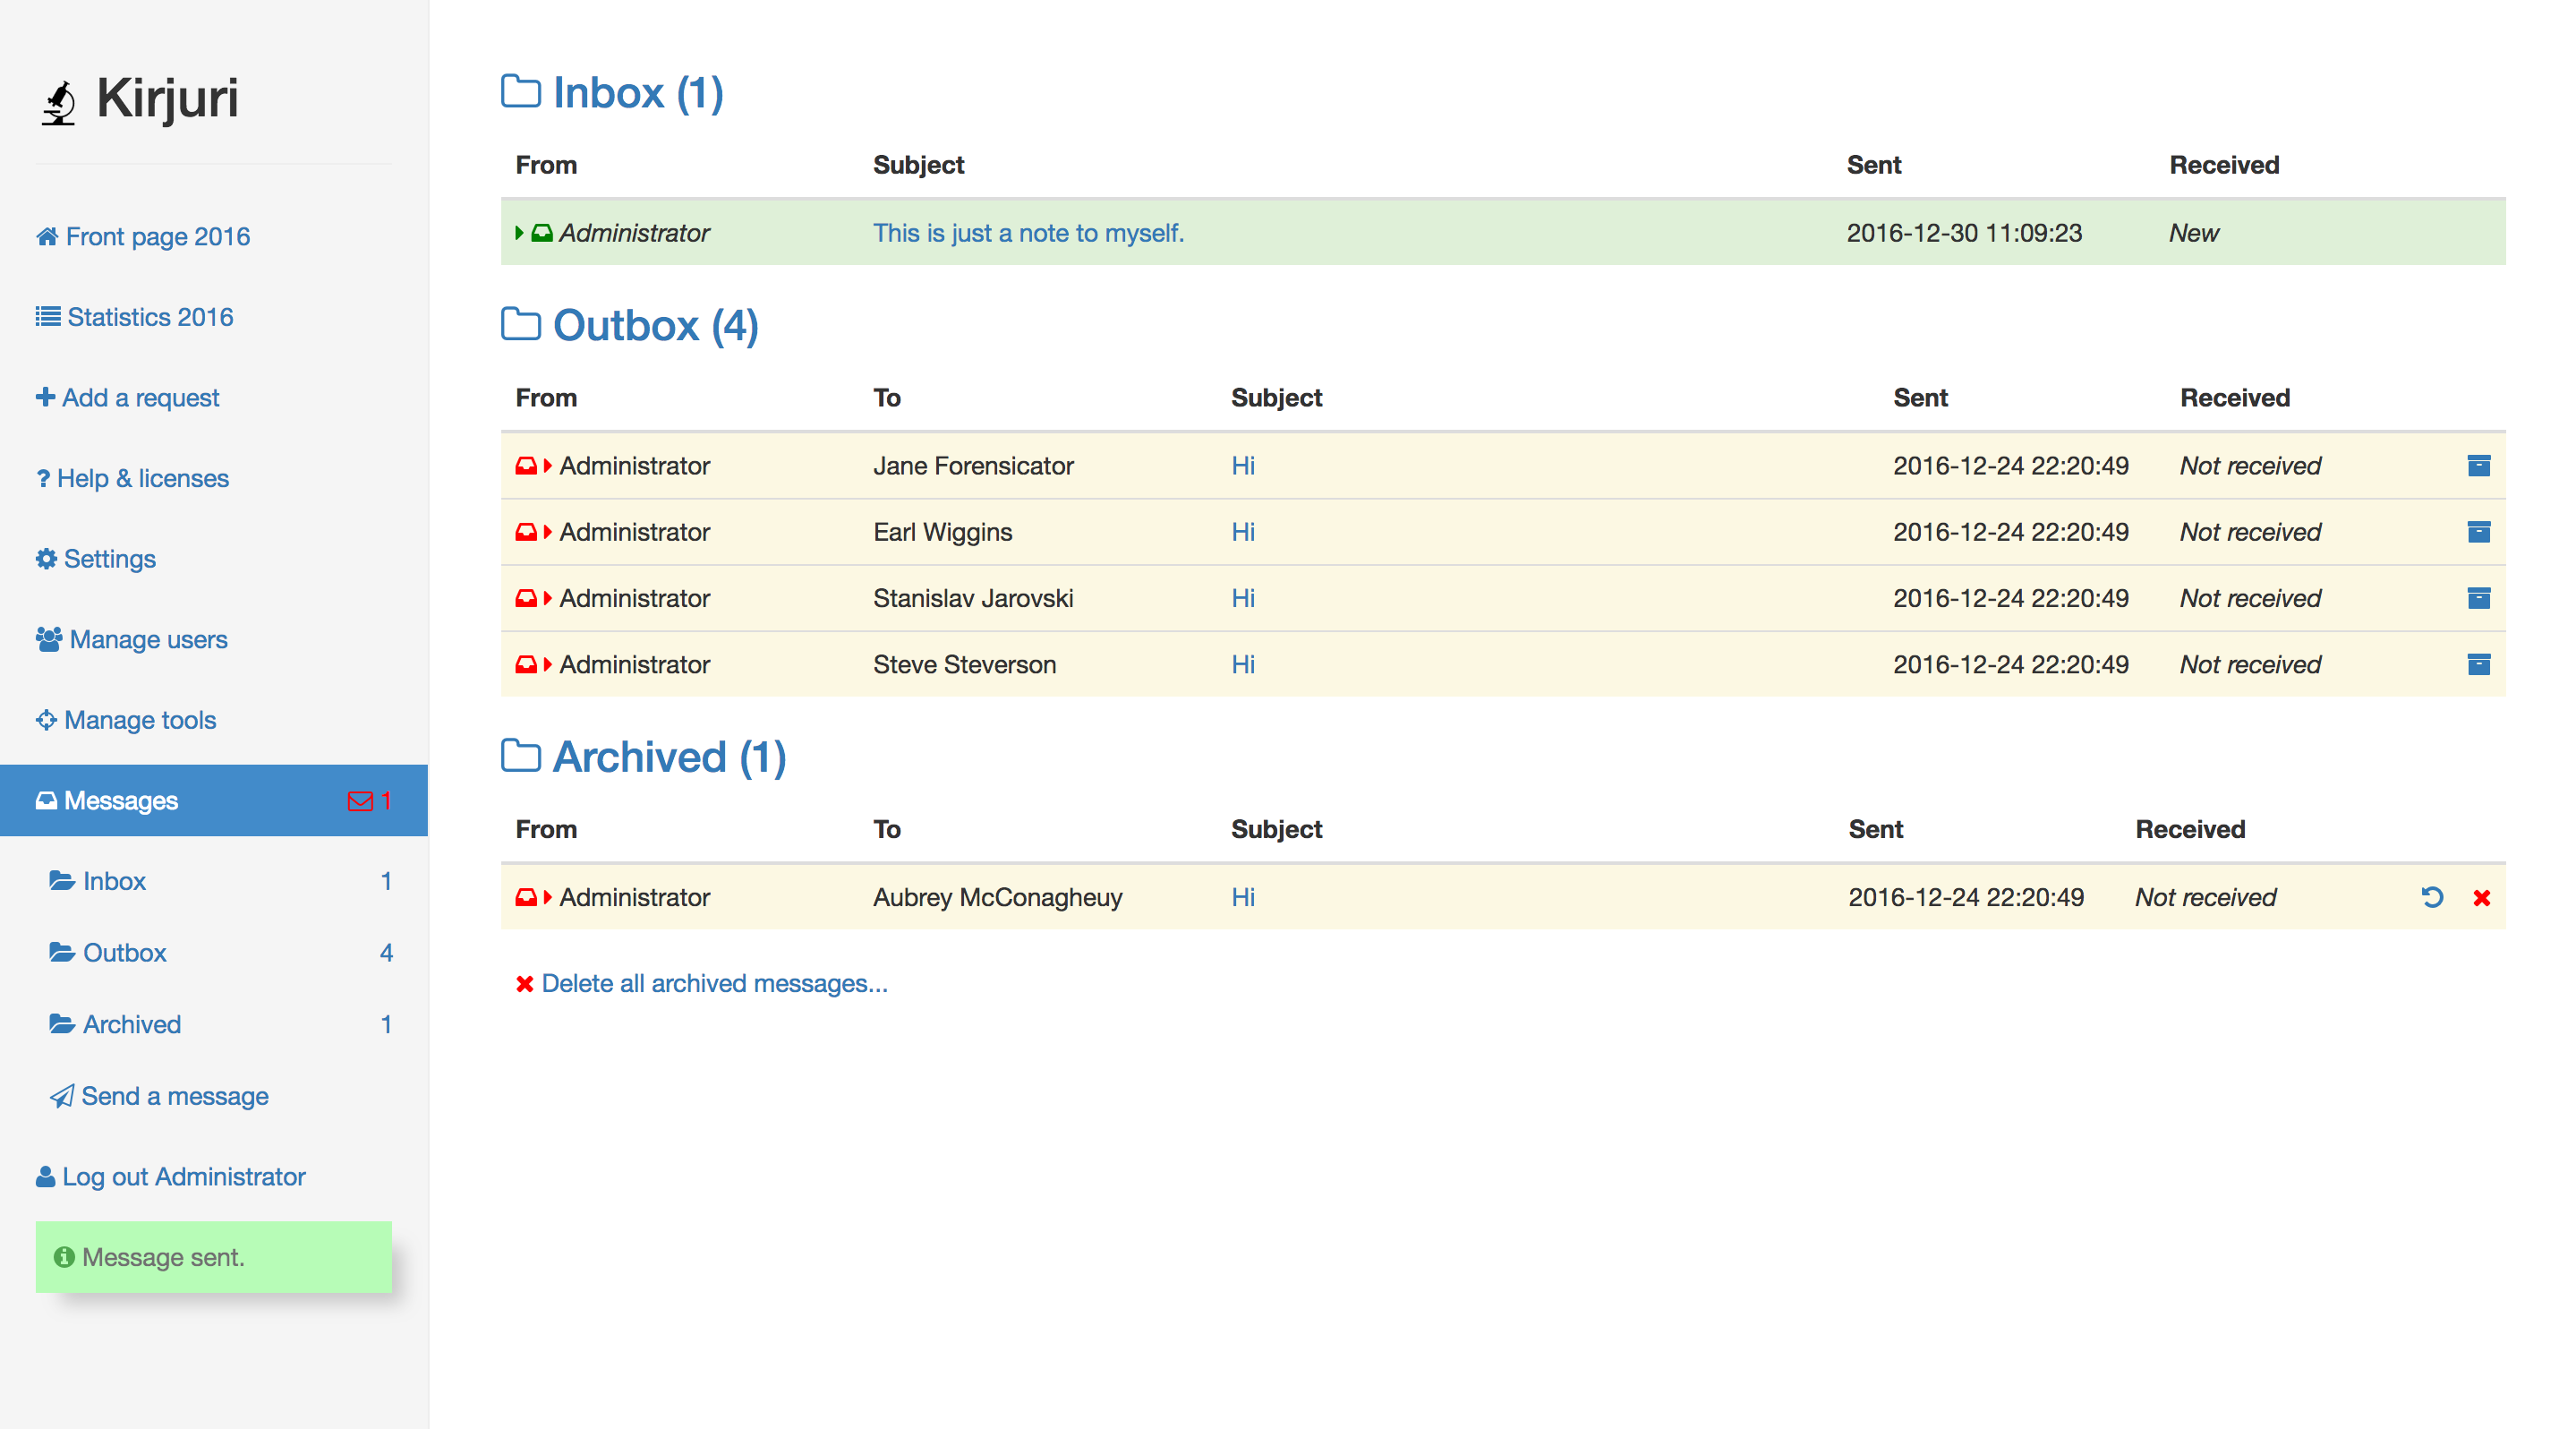 Kirjuri
Front page 2016
Statistics 2016
Add a request
? Help & licenses
Settings
Manage users
Manage tools
Messages 1
Inbox 1
Outbox 4
Archived 1
Send a message
Log out Administrator
Message sent.
Inbox (1)
From Subject Sent Received
Administrator This is just a note to myself. 2016-12-30 11:09:23 New
Outbox (4)
From To Subject Sent Received
Administrator Jane Forensicator Hi 2016-12-24 22:20:49 Not received
Administrator Earl Wiggins Hi 2016-12-24 22:20:49 Not received
Administrator Stanislav Jarovski Hi 2016-12-24 22:20:49 Not received
Administrator Steve Steverson Hi 2016-12-24 22:20:49 Not received
Archived (1)
From To Subject Sent Received
Administrator Aubrey McConagheuy Hi 2016-12-24 22:20:49 Not received
Delete all archived messages...